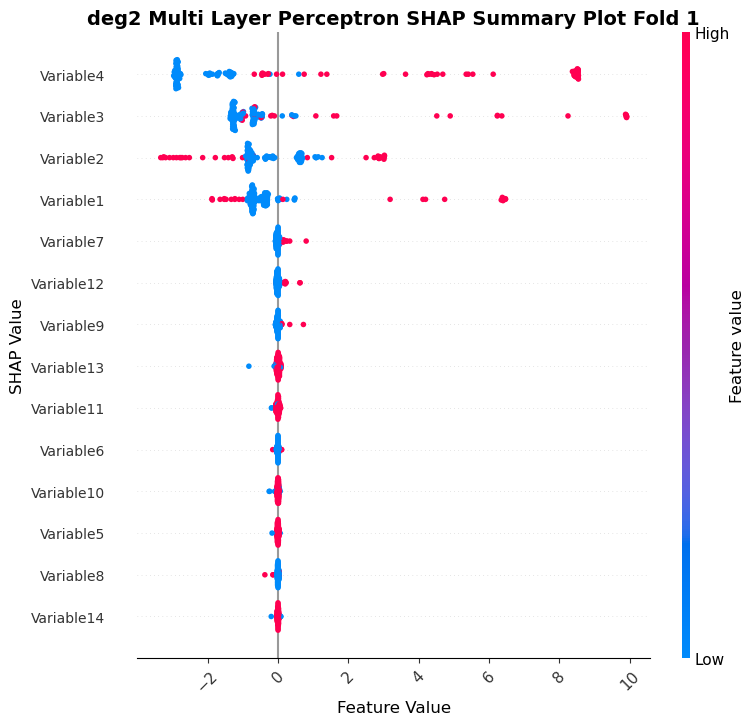 deg2 Multi Layer Perceptron SHAP Summary Plot Fold 1
High
Variable4
Variable3
Variable2
Variable1
Variable7
Variable12
Variable9
Variable13
Variable11
Variable6
Variable10
Variable5
Variable8
Variable14
SHAP Value
Feature value
Low
−2 0 2 4 6 8 10
Feature Value